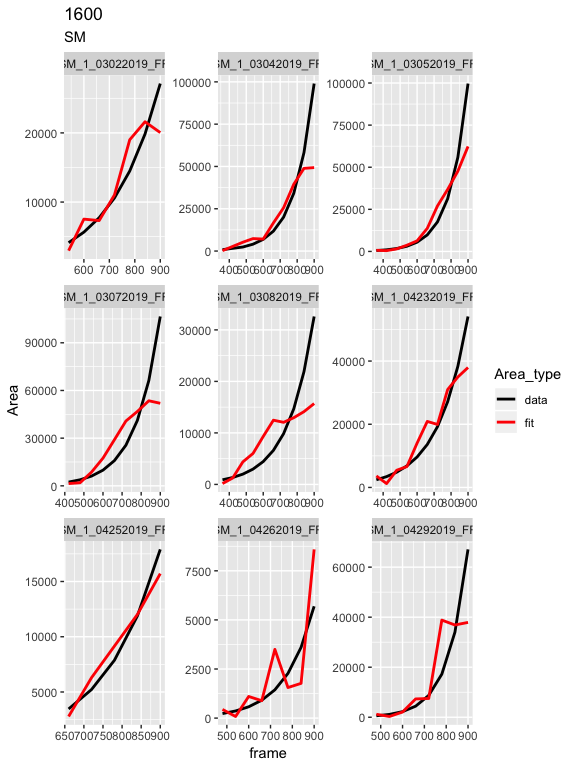 1600
SM
SM_1_03022019_FF SM_1_03042019_FF SM_1_03052019_FF
20000
10000
600 700 800 900
100000
75000
50000
25000
0
400 500 600 700 800 900
100000
75000
50000
25000
0
400 500 600 700 800 900
SM_1_03072019_FF SM_1_03082019_FF SM_1_04232019_FF
90000
60000
30000
0
400 500 600 700 800 900
30000
20000
10000
0
400 500 600 700 800 900
40000
20000
0
400 500 600 700 800 900
SM_1_04252019_FF SM_1_04262019_FF SM_1_04292019_FF
15000
10000
5000
650 700 750 800 850 900
7500
5000
2500
0
500 600 700 800 900
60000
40000
20000
0
500 600 700 800 900
Area
frame
Area_type
data
fit